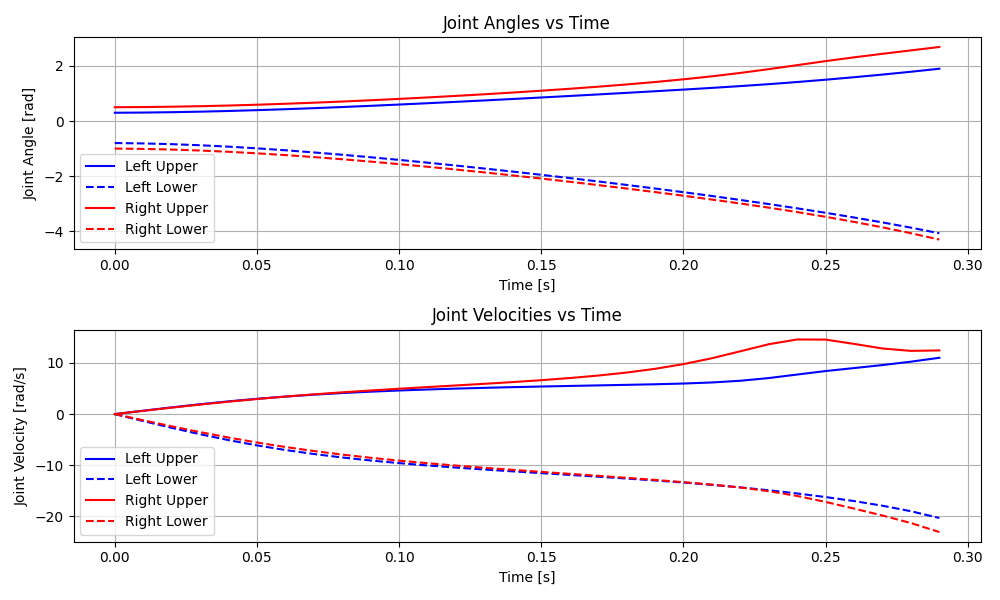 Joint Angles vs Time
Joint Angle [rad]
2
0
−2
−4
Left Upper
Left Lower
Right Upper
Right Lower
0.00 0.05 0.10 0.15 0.20 0.25 0.30
Time [s]
Joint Velocities vs Time
Joint Velocity [rad/s]
10
0
−10
−20
Left Upper
Left Lower
Right Upper
Right Lower
0.00 0.05 0.10 0.15 0.20 0.25 0.30
Time [s]